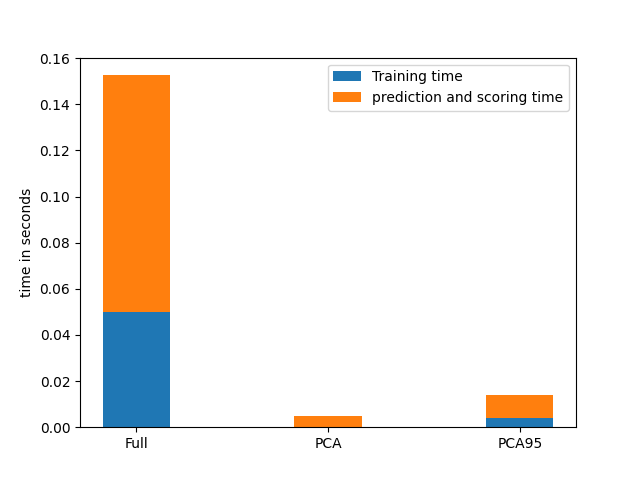 0.16
0.14
0.12
0.10
0.08
0.06
0.04
0.02
0.00
time in seconds
Training time
prediction and scoring time
Full
PCA
PCA95